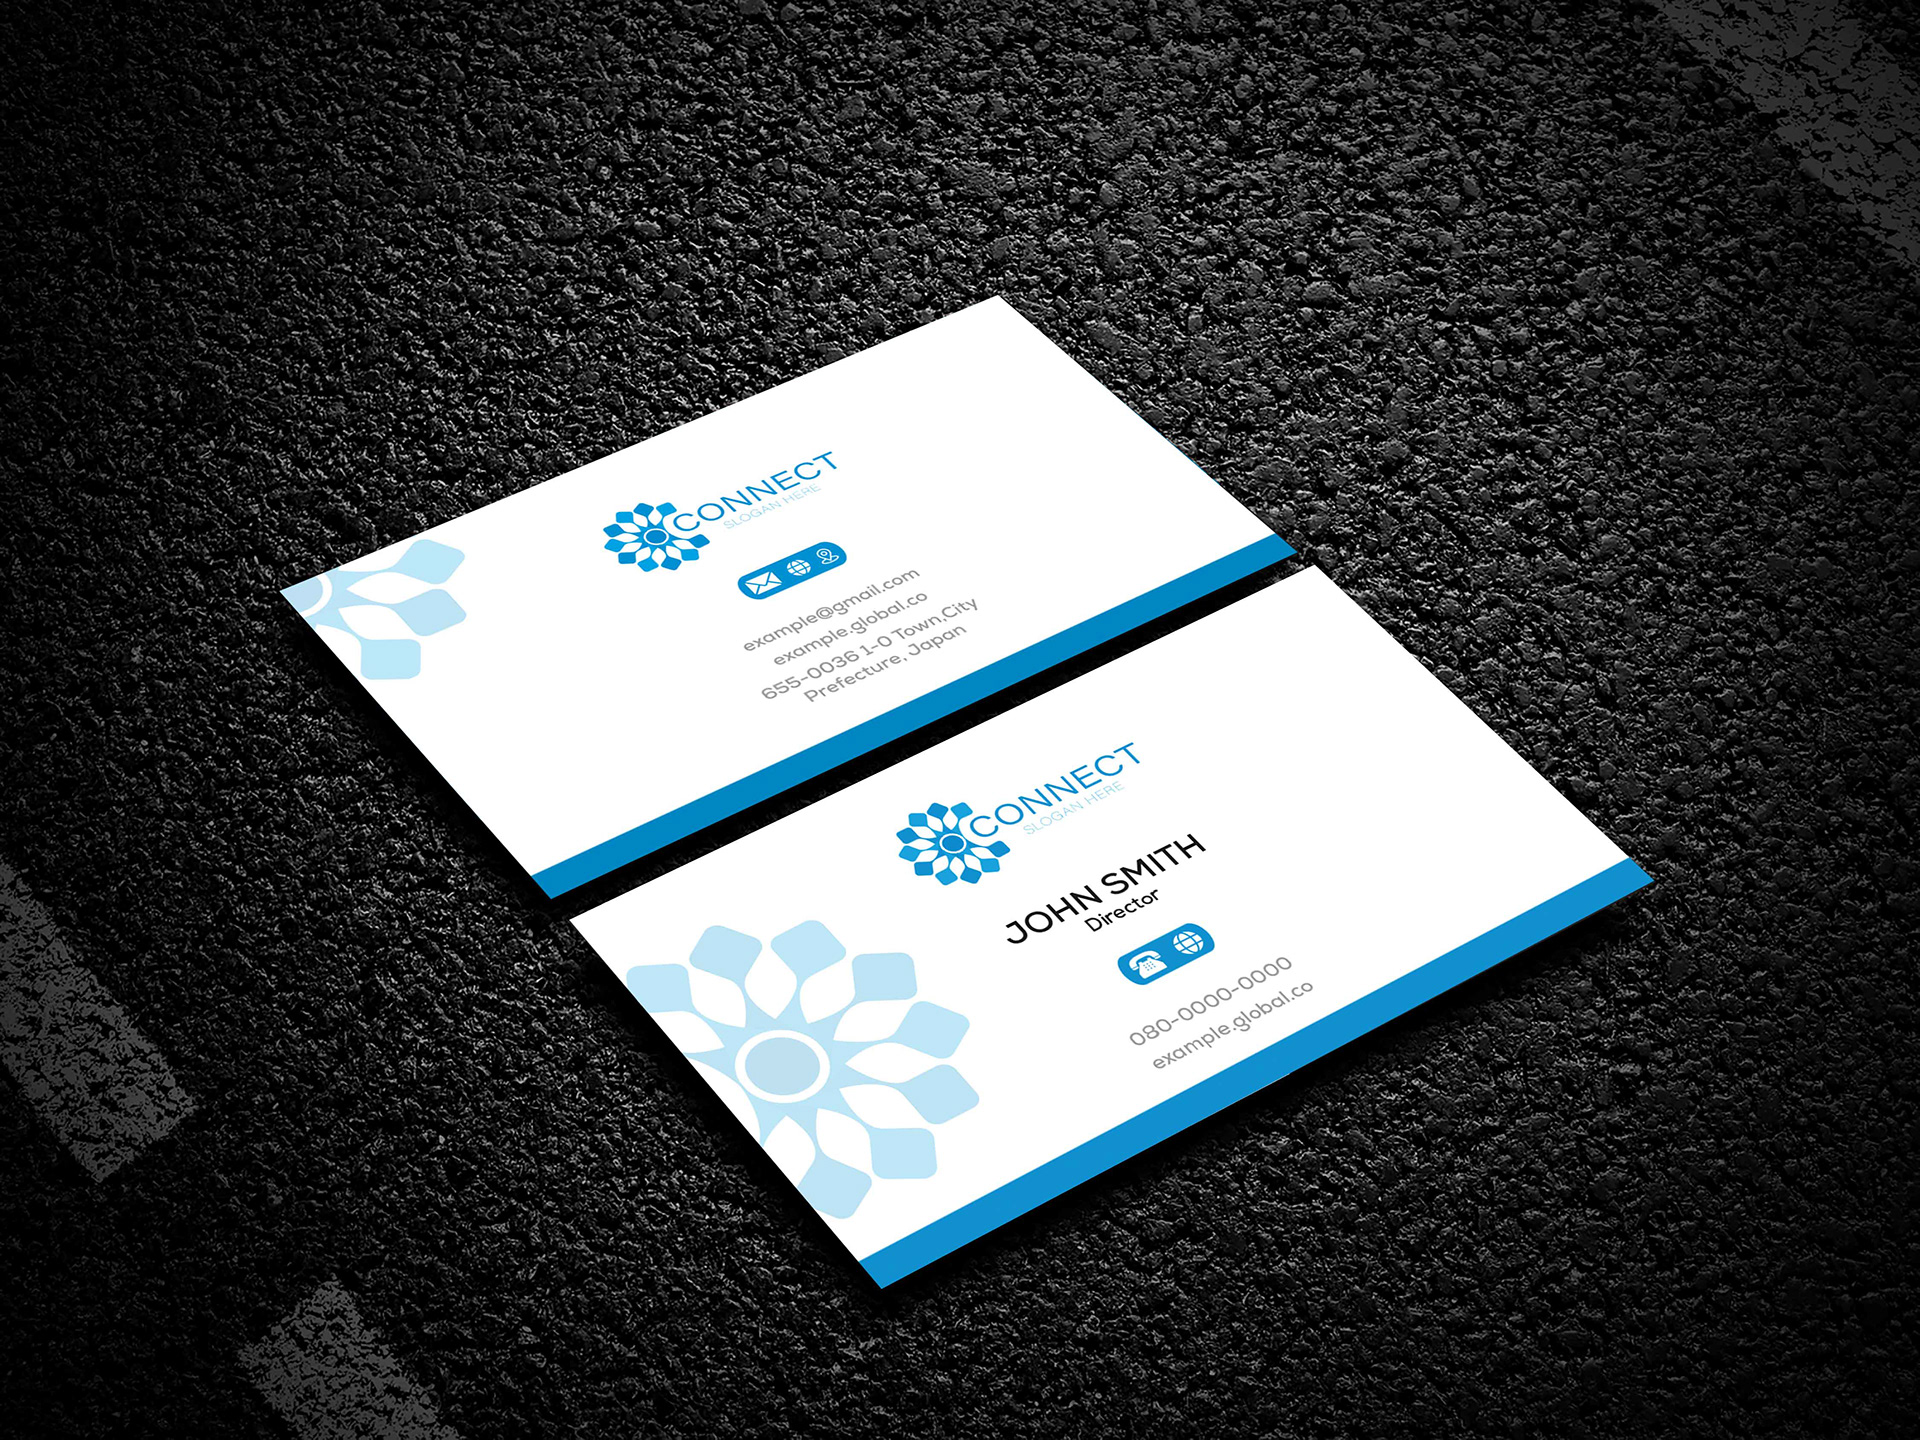 CONNECT
SLOGAN HERE
example@gmail.com
example.global.co
655-0036 1-0 Town,City
Prefecture, Japan
CONNECT
SLOGAN HERE
JOHN SMITH
Director
080-0000-0000
example.global.co